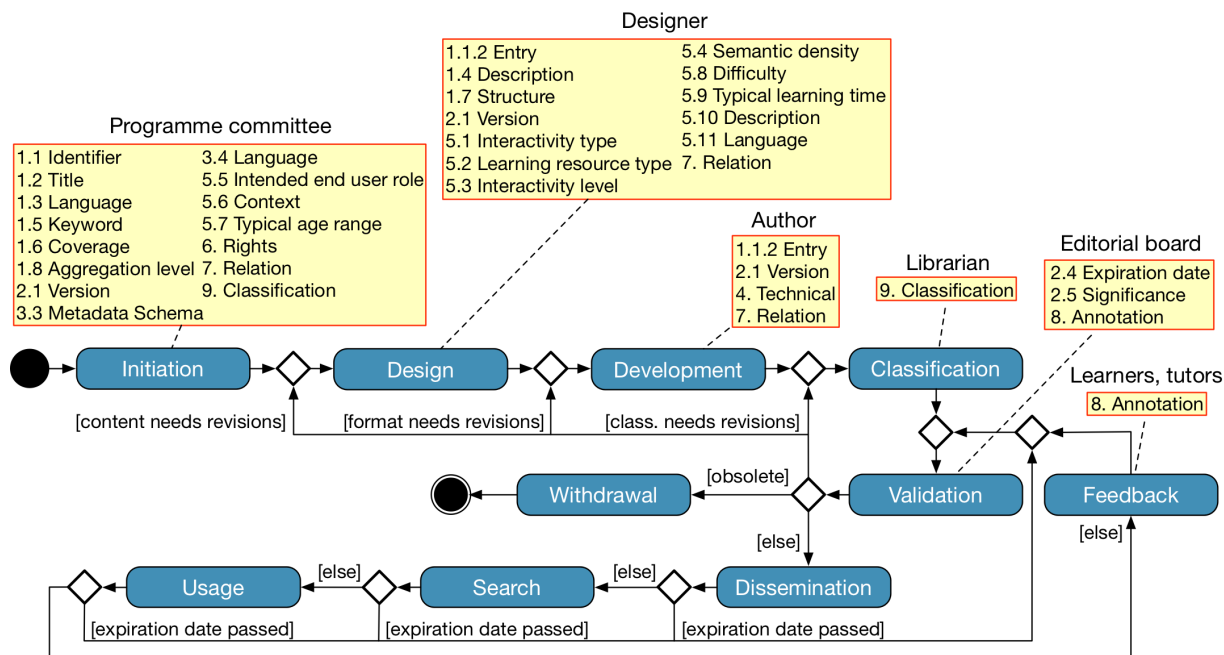 Designer
1.1.2 Entry
1.4 Description
1.7 Structure
2.1 Version
5.1 Interactivity type
5.2 Learning resource type
5.3 Interactivity level
5.4 Semantic density
5.8 Difficulty
5.9 Typical learning time
5.10 Description
5.11 Language
7. Relation
Programme committee
1.1 Identifier
1.2 Title
1.3 Language
1.5 Keyword
1.6 Coverage
1.8 Aggregation level
2.1 Version
3.3 Metadata Schema
3.4 Language
5.5 Intended end user role
5.6 Context
5.7 Typical age range
6. Rights
7. Relation
9. Classification
Author
1.1.2 Entry
2.1 Version
4. Technical
7. Relation
Librarian
9. Classification
Editorial board
2.4 Expiration date
2.5 Significance
8. Annotation
Initiation
Design
Development
Classification
Learners, tutors
8. Annotation
[content needs revisions]
[format needs revisions]
[class. needs revisions]
[obsolete]
Withdrawal
Validation
Feedback
[else]
[else]
[else]
[else]
Usage
Search
Dissemination
[expiration date passed]
[expiration date passed]
[expiration date passed]